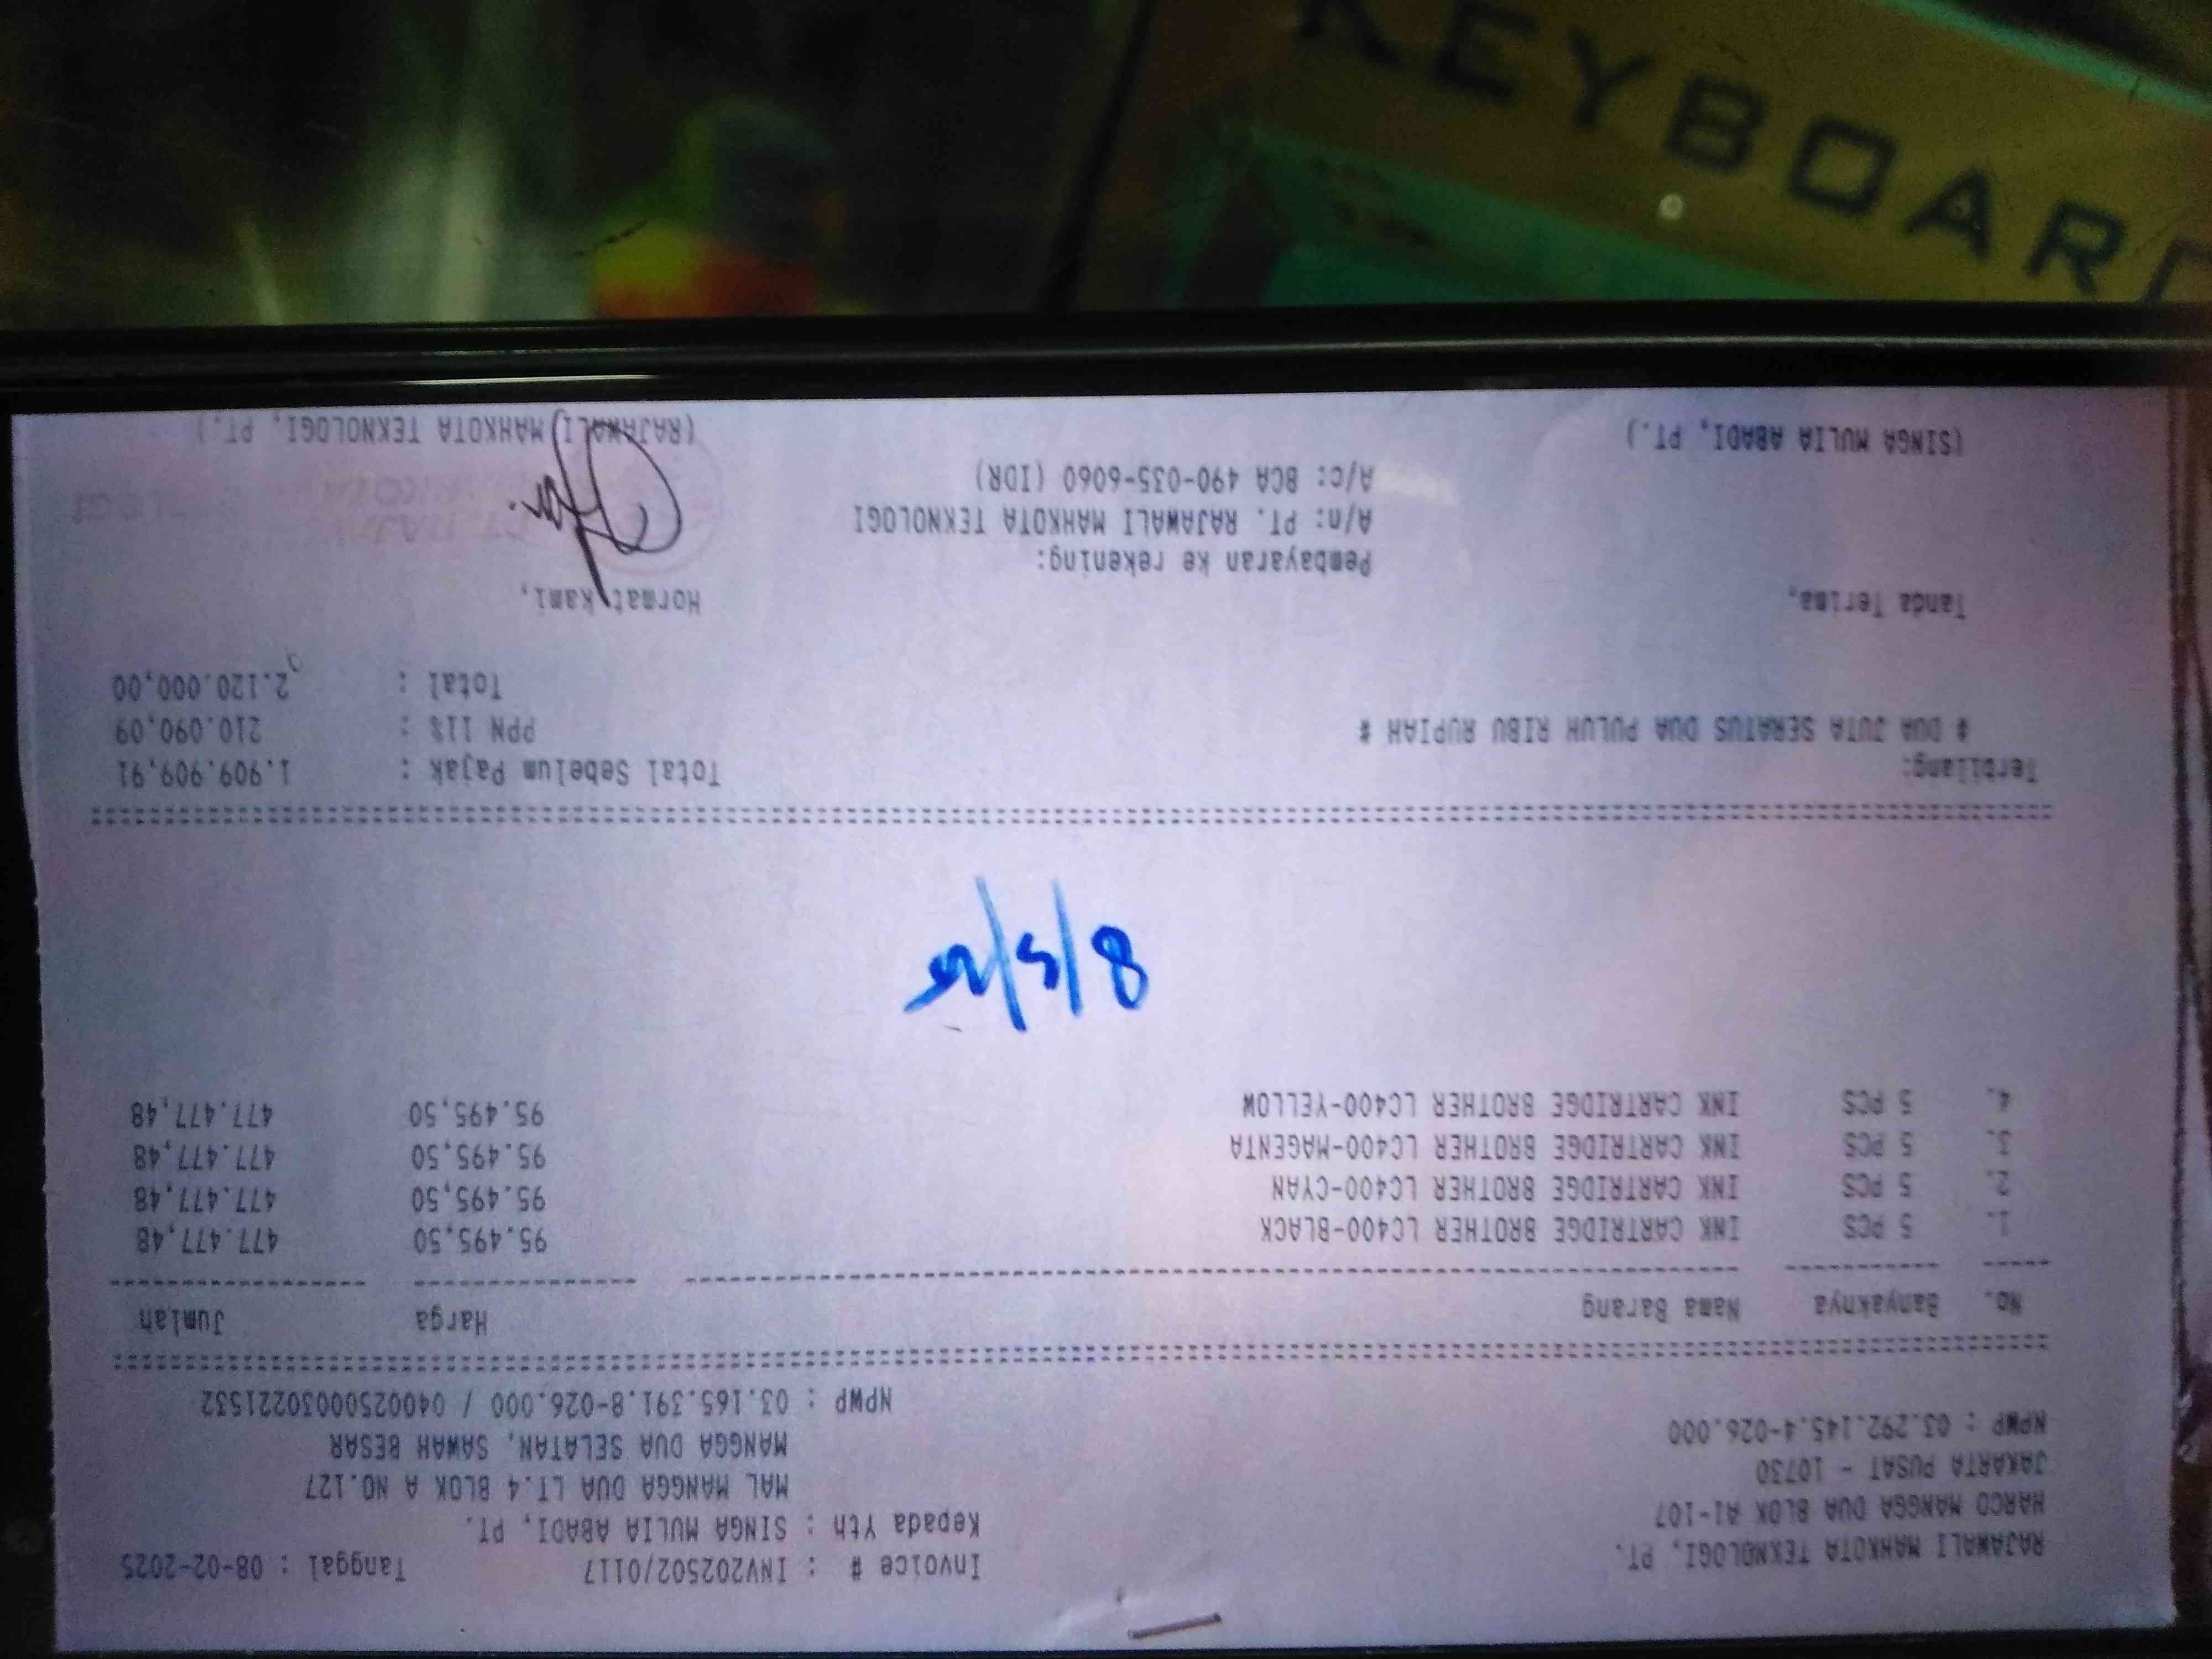 RAJAWALI MAHKOTA TEKNOLOGI, PT.
HARCO MANGGA DUA BLOK A1-107
JAKARTA PUSAT - 10730
NPWP : 03.292.145.4-026.000
Invoice # : INV202502/0117 Tanggal : 08-02-2025
Kepada Yth : SINGA MULIA ABADI, PT.
MAL MANGGA DUA LT.4 BLOK A NO.127
MANGGA DUA SELATAN, SAWAH BESAR
NPWP : 03.165.391.8-026.000 / 04002500030221532
No. Banyaknya Nama Barang Harga Jumlah
1. 5 PCS INK CARTRIDGE BROTHER LC400-BLACK 95.495,50 477.477,48
2. 5 PCS INK CARTRIDGE BROTHER LC400-CYAN 95.495,50 477.477,48
3. 5 PCS INK CARTRIDGE BROTHER LC400-MAGENTA 95.495,50 477.477,48
4. 5 PCS INK CARTRIDGE BROTHER LC400-YELLOW 95.495,50 477.477,48
Terbilang: Total Sebelum Pajak : 1.909.909,91
# DUA JUTA SERATUS DUA PULUH RIBU RUPIAH # PPN 11% : 210.090,09
Total : 2.120.000,00
Tanda Terima,
Hormat kami,
Pembayaran ke rekening:
A/n: PT. RAJAWALI MAHKOTA TEKNOLOGI
A/c: BCA 490-035-6060 (IDR)
(SINGA MULIA ABADI, PT.)
(RAJAWALI MAHKOTA TEKNOLOGI, PT.)
KEYBOARD